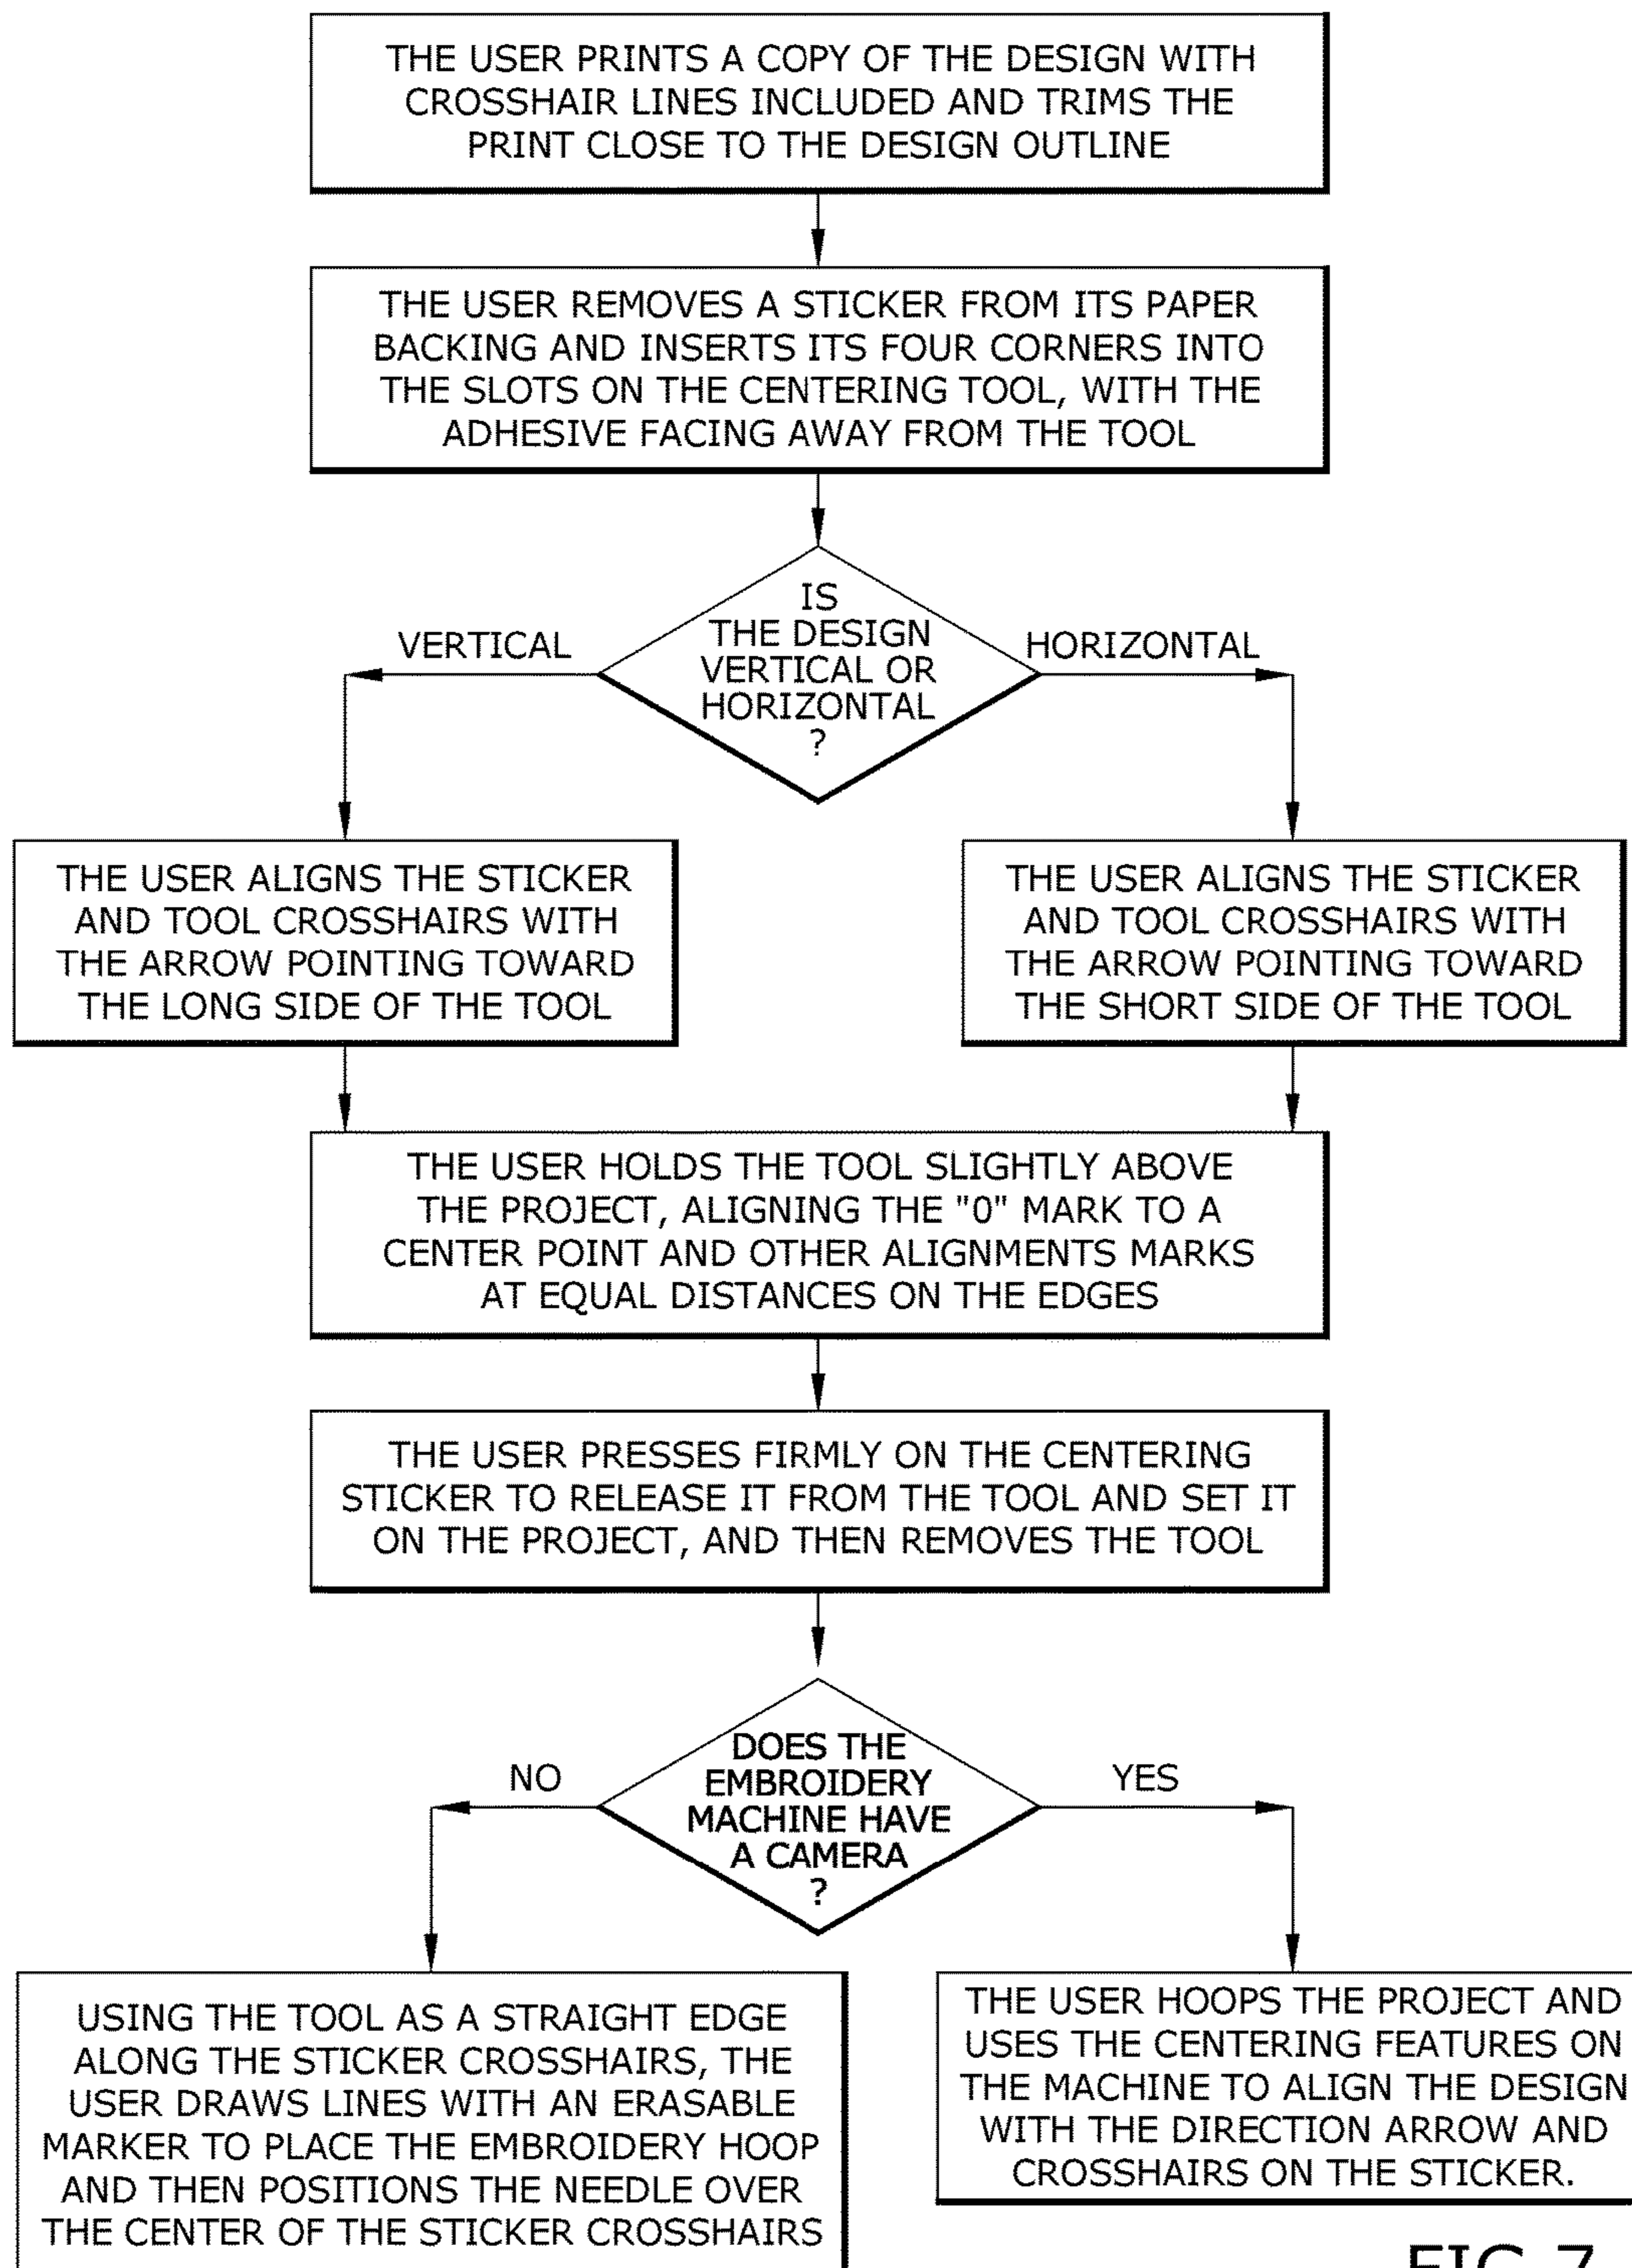 THE USER PRINTS A COPY OF THE DESIGN WITH
CROSSHAIR LINES INCLUDED AND TRIMS THE
PRINT CLOSE TO THE DESIGN OUTLINE
THE USER REMOVES A STICKER FROM ITS PAPER
BACKING AND INSERTS ITS FOUR CORNERS INTO
THE SLOTS ON THE CENTERING TOOL, WITH THE
ADHESIVE FACING AWAY FROM THE TOOL
IS
THE DESIGN
VERTICAL OR
HORIZONTAL
?
VERTICAL
HORIZONTAL
THE USER ALIGNS THE STICKER
AND TOOL CROSSHAIRS WITH
THE ARROW POINTING TOWARD
THE LONG SIDE OF THE TOOL
THE USER ALIGNS THE STICKER
AND TOOL CROSSHAIRS WITH
THE ARROW POINTING TOWARD
THE SHORT SIDE OF THE TOOL
THE USER HOLDS THE TOOL SLIGHTLY ABOVE
THE PROJECT, ALIGNING THE "0" MARK TO A
CENTER POINT AND OTHER ALIGNMENTS MARKS
AT EQUAL DISTANCES ON THE EDGES
THE USER PRESSES FIRMLY ON THE CENTERING
STICKER TO RELEASE IT FROM THE TOOL AND SET IT
ON THE PROJECT, AND THEN REMOVES THE TOOL
DOES THE
EMBROIDERY
MACHINE HAVE
A CAMERA
?
NO
YES
USING THE TOOL AS A STRAIGHT EDGE
ALONG THE STICKER CROSSHAIRS, THE
USER DRAWS LINES WITH AN ERASABLE
MARKER TO PLACE THE EMBROIDERY HOOP
AND THEN POSITIONS THE NEEDLE OVER
THE CENTER OF THE STICKER CROSSHAIRS
THE USER HOOPS THE PROJECT AND
USES THE CENTERING FEATURES ON
THE MACHINE TO ALIGN THE DESIGN
WITH THE DIRECTION ARROW AND
CROSSHAIRS ON THE STICKER.
FIG.7